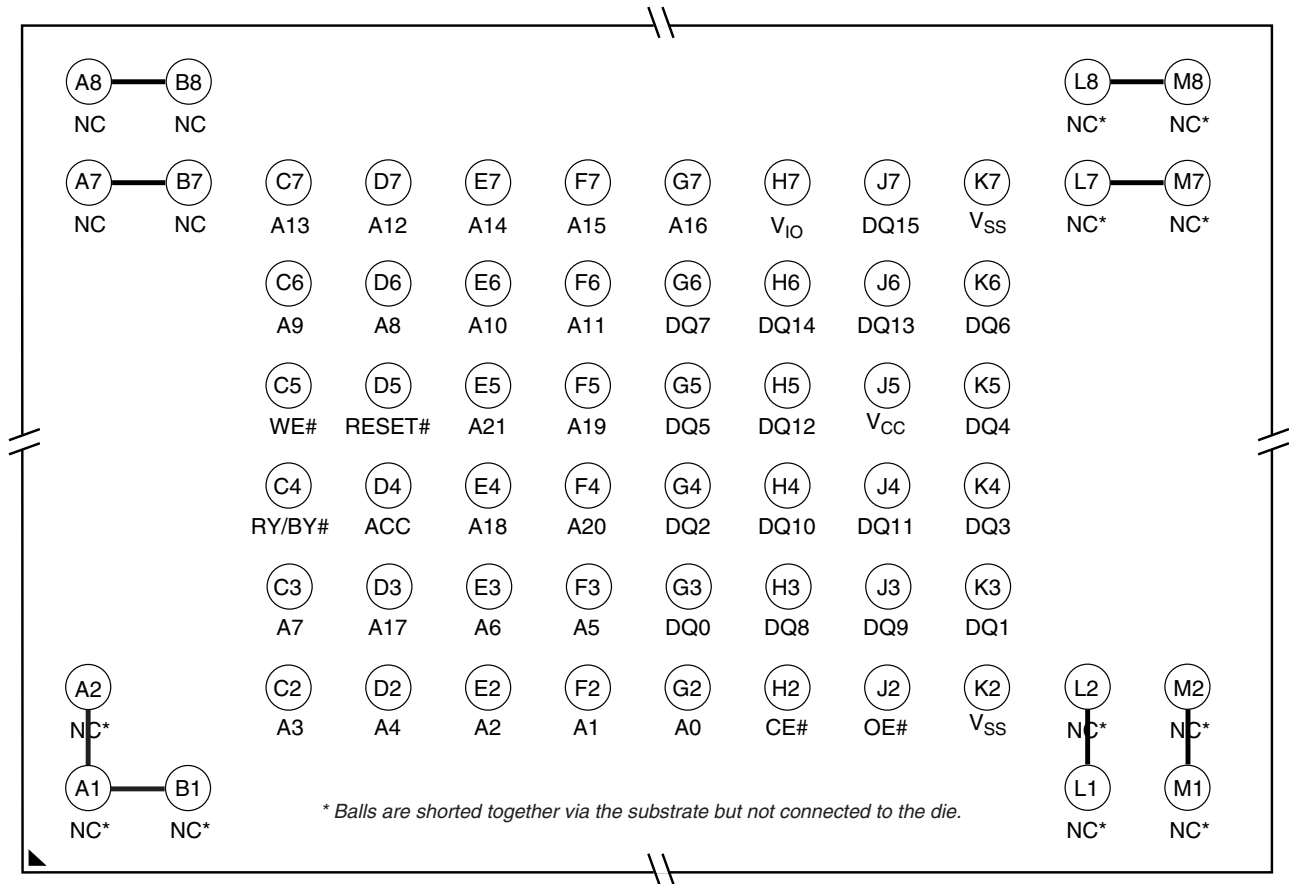 A8 B8 L8 M8
NC NC NC* NC*
A7 B7 C7 D7 E7 F7 G7 H7 J7 K7 L7 M7
NC NC A13 A12 A14 A15 A16 VIO DQ15 VSS NC* NC*
C6 D6 E6 F6 G6 H6 J6 K6
A9 A8 A10 A11 DQ7 DQ14 DQ13 DQ6
C5 D5 E5 F5 G5 H5 J5 K5
WE# RESET# A21 A19 DQ5 DQ12 VCC DQ4
C4 D4 E4 F4 G4 H4 J4 K4
RY/BY# ACC A18 A20 DQ2 DQ10 DQ11 DQ3
C3 D3 E3 F3 G3 H3 J3 K3
A7 A17 A6 A5 DQ0 DQ8 DQ9 DQ1
A2 C2 D2 E2 F2 G2 H2 J2 K2 L2 M2
NC* A3 A4 A2 A1 A0 CE# OE# VSS NC* NC*
A1 B1 L1 M1
* Balls are shorted together via the substrate but not connected to the die.
NC* NC* NC* NC*